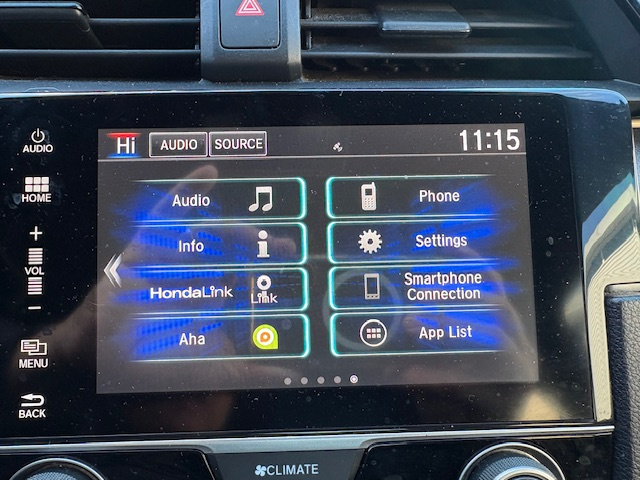 Hi AUDIO SOURCE 11:15
AUDIO
HOME
+
VOL
−
MENU
BACK
Audio
Phone
Info
Settings
HondaLink
Link
Smartphone
Connection
Aha
App List
CLIMATE